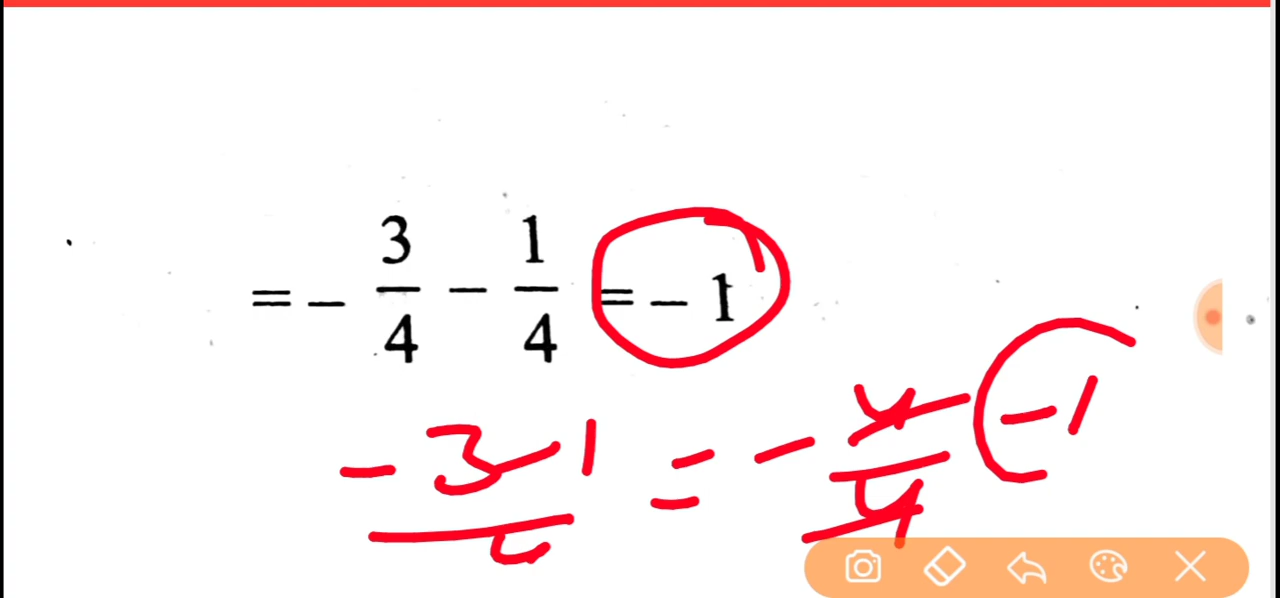 = - 3/4 - 1/4 = - 1
(-3-1)/4 = - 4/4 (-1